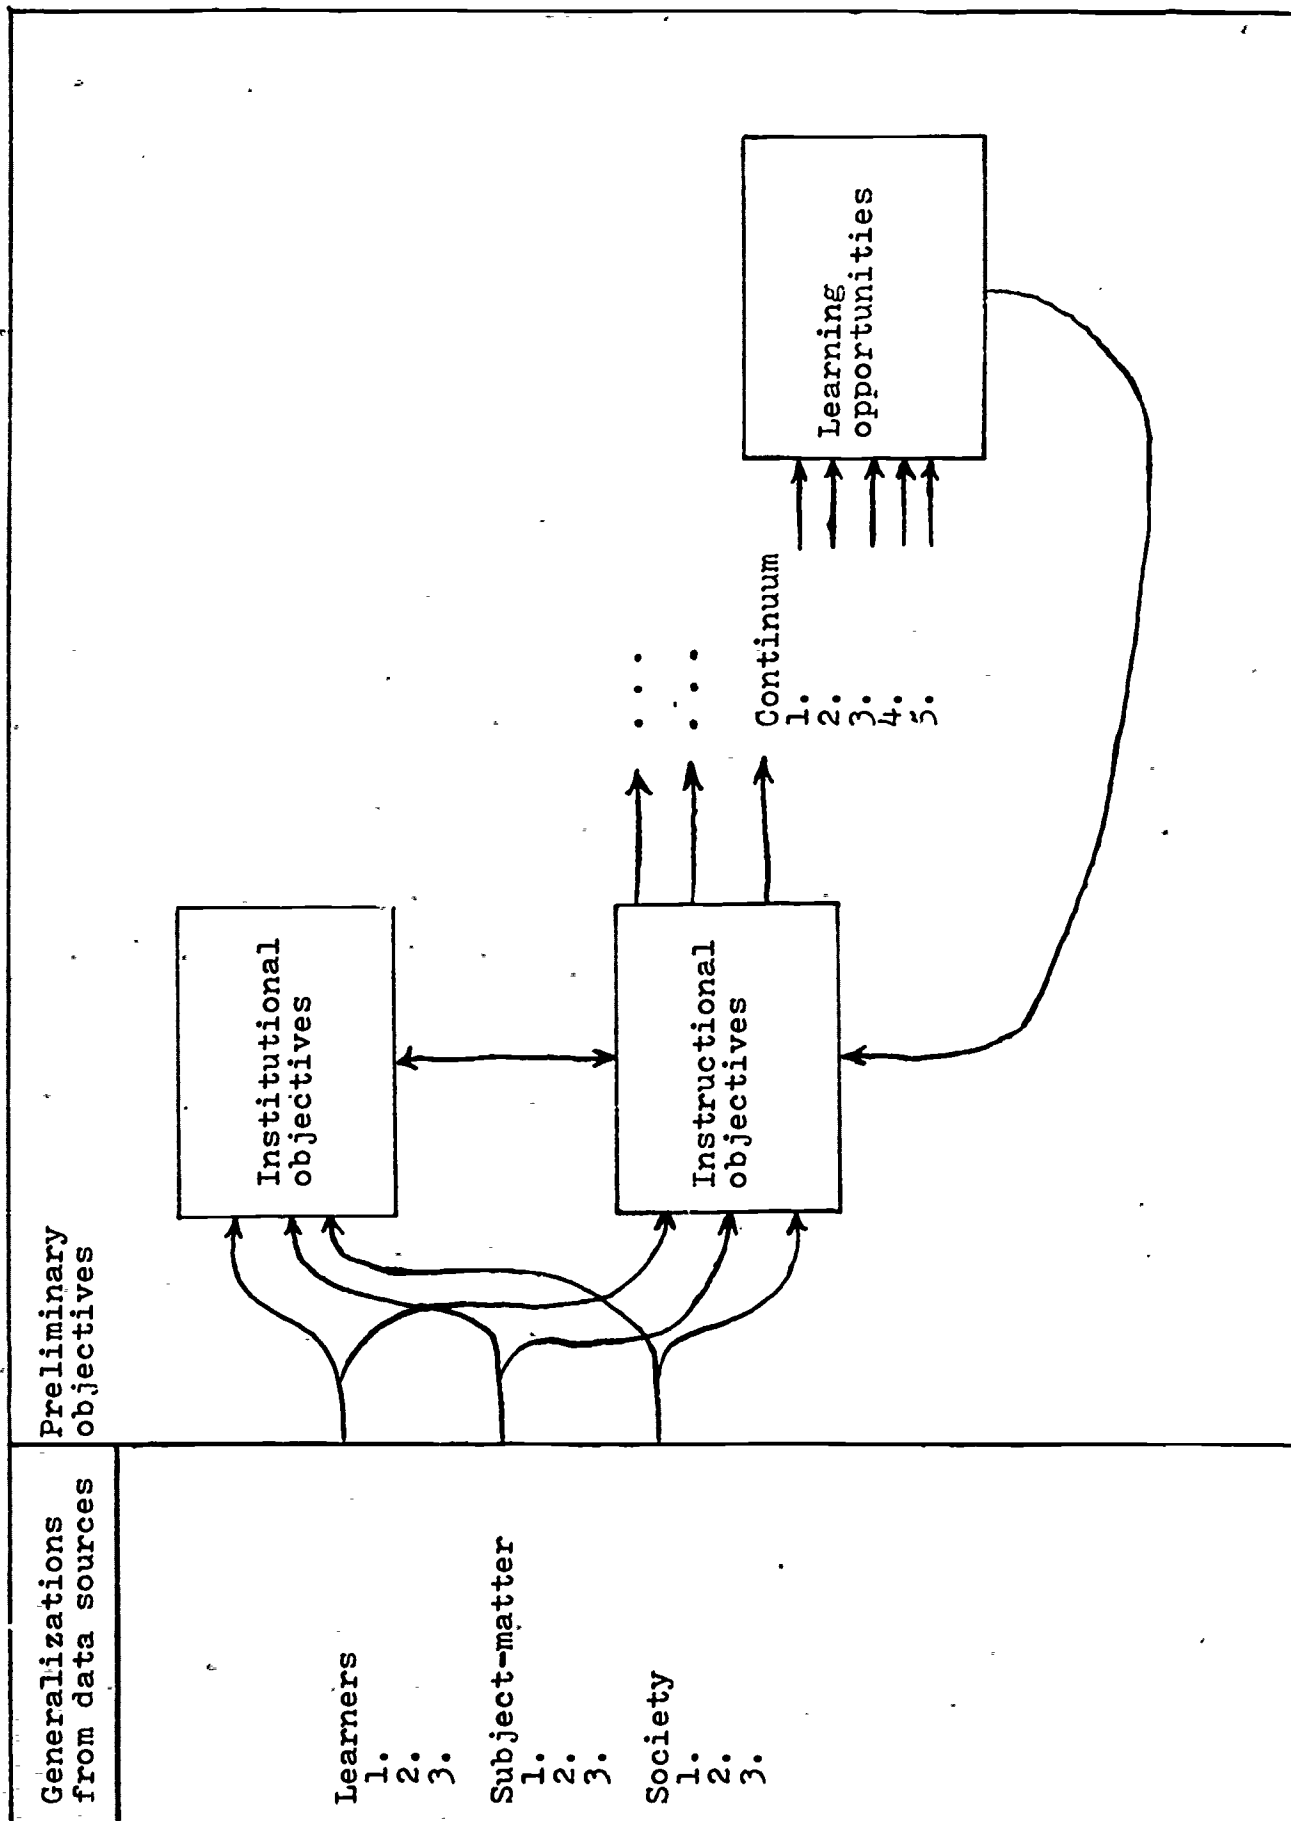 Generalizations
from data sources
Learners
1.
2.
3.
Subject-matter
1.
2.
3.
Society
1.
2.
3.
Preliminary
objectives
Institutional
objectives
Instructional
objectives
. . .
. . .
Continuum
1.
2.
3.
4.
5.
Learning
opportunities